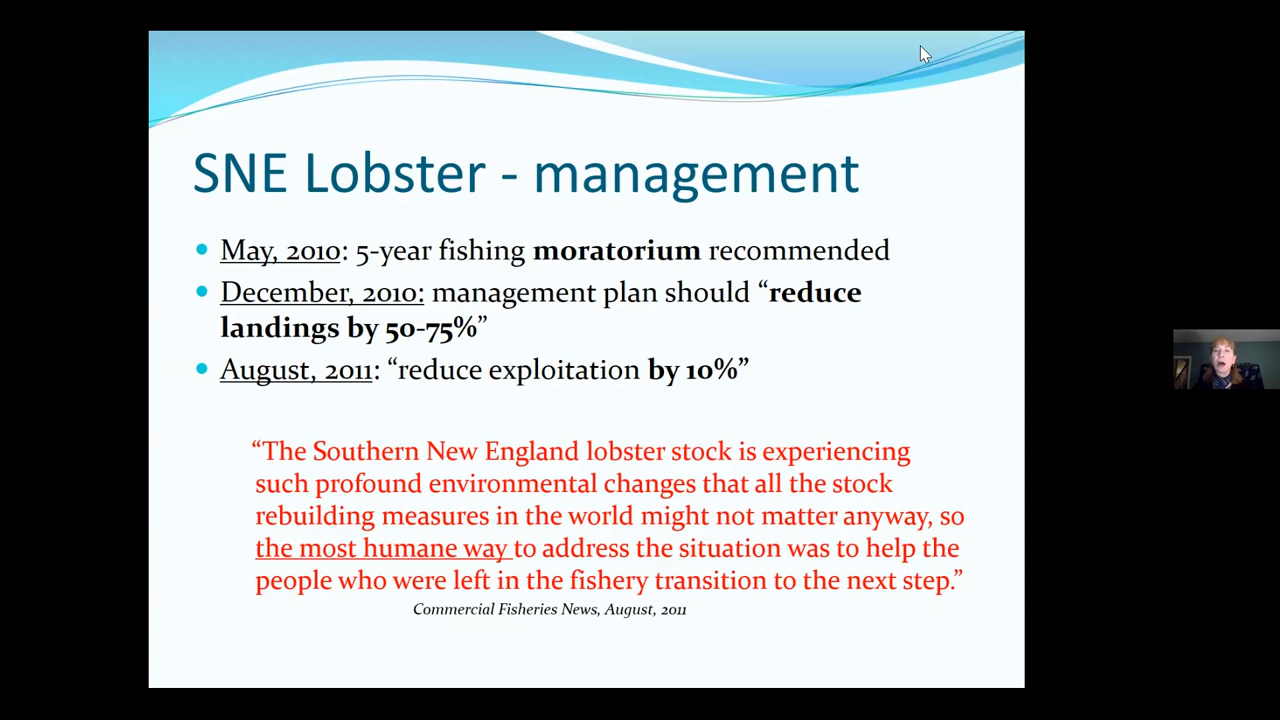 SNE Lobster - management
May, 2010: 5-year fishing moratorium recommended
December, 2010: management plan should “reduce
landings by 50-75%”
August, 2011: “reduce exploitation by 10%”
“The Southern New England lobster stock is experiencing
such profound environmental changes that all the stock
rebuilding measures in the world might not matter anyway, so
the most humane way to address the situation was to help the
people who were left in the fishery transition to the next step.”
Commercial Fisheries News, August, 2011